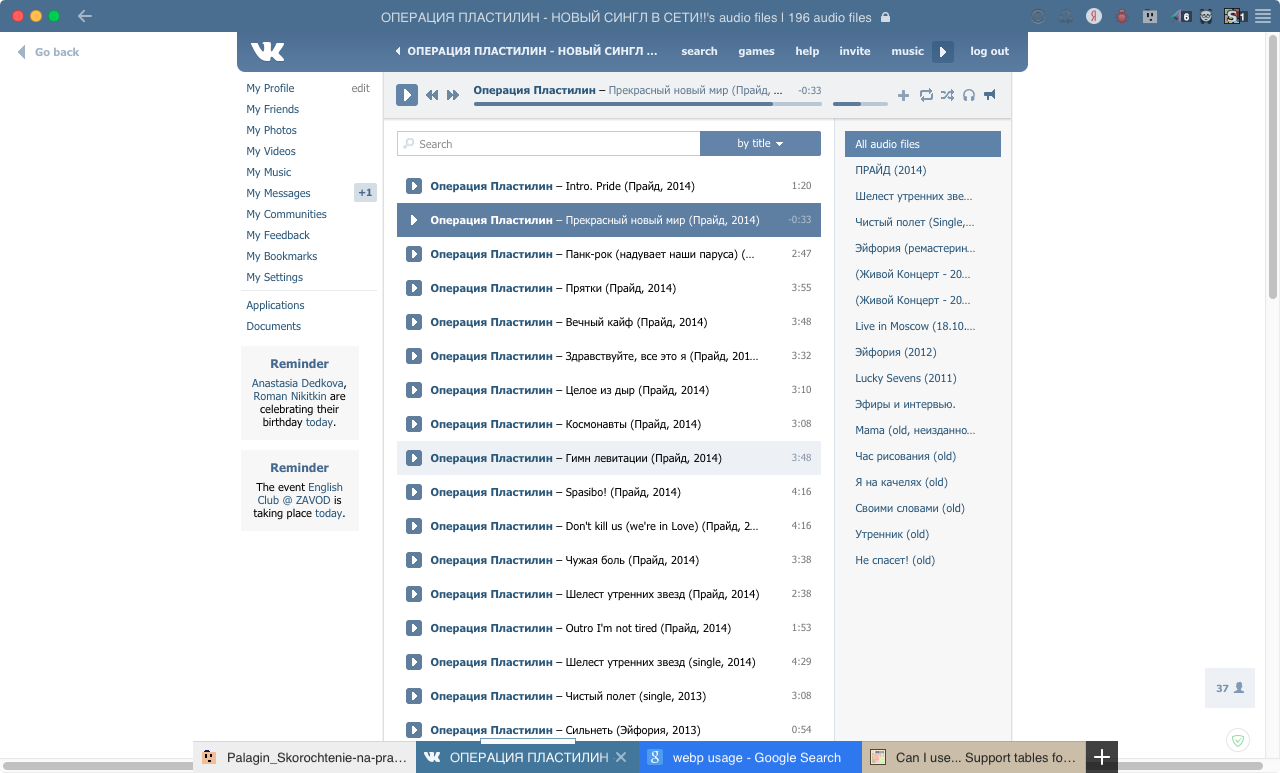 ОПЕРАЦИЯ ПЛАСТИЛИН - НОВЫЙ СИНГЛ В СЕТИ!!'s audio files | 196 audio files
6
1
Go back
ОПЕРАЦИЯ ПЛАСТИЛИН - НОВЫЙ СИНГЛ ...
search
games
help
invite
music
log out
My Profile
edit
My Friends
My Photos
My Videos
My Music
My Messages
+1
My Communities
My Feedback
My Bookmarks
My Settings
Applications
Documents
Reminder
Anastasia Dedkova,
Roman Nikitkin are
celebrating their
birthday today.
Reminder
The event English
Club @ ZAVOD is
taking place today.
Операция Пластилин – Прекрасный новый мир (Прайд, ...
-0:33
Search
by title
Операция Пластилин – Intro. Pride (Прайд, 2014) 1:20
Операция Пластилин – Прекрасный новый мир (Прайд, 2014) -0:33
Операция Пластилин – Панк-рок (надувает наши паруса) (... 2:47
Операция Пластилин – Прятки (Прайд, 2014) 3:55
Операция Пластилин – Вечный кайф (Прайд, 2014) 3:48
Операция Пластилин – Здравствуйте, все это я (Прайд, 201... 3:32
Операция Пластилин – Целое из дыр (Прайд, 2014) 3:10
Операция Пластилин – Космонавты (Прайд, 2014) 3:08
Операция Пластилин – Гимн левитации (Прайд, 2014) 3:48
Операция Пластилин – Spasibo! (Прайд, 2014) 4:16
Операция Пластилин – Don't kill us (we're in Love) (Прайд, 2... 4:16
Операция Пластилин – Чужая боль (Прайд, 2014) 3:38
Операция Пластилин – Шелест утренних звезд (Прайд, 2014) 2:38
Операция Пластилин – Outro I'm not tired (Прайд, 2014) 1:53
Операция Пластилин – Шелест утренних звезд (single, 2014) 4:29
Операция Пластилин – Чистый полет (single, 2013) 3:08
Операция Пластилин – Сильнеть (Эйфория, 2013) 0:54
All audio files
ПРАЙД (2014)
Шелест утренних зве...
Чистый полет (Single,...
Эйфория (ремастерин...
(Живой Концерт - 20...
(Живой Концерт - 20...
Live in Moscow (18.10....
Эйфория (2012)
Lucky Sevens (2011)
Эфиры и интервью.
Mama (old, неизданно...
Час рисования (old)
Я на качелях (old)
Своими словами (old)
Утренник (old)
Не спасет! (old)
37
Palagin_Skorochtenie-na-pra...
ОПЕРАЦИЯ ПЛАСТИЛИН
webp usage - Google Search
Can I use... Support tables fo...